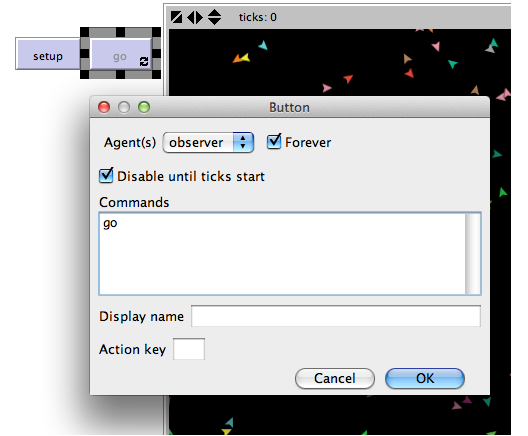 ticks: 0
setup
go
Button
Agent(s) observer Forever
Disable until ticks start
Commands
go
Display name
Action key
Cancel OK